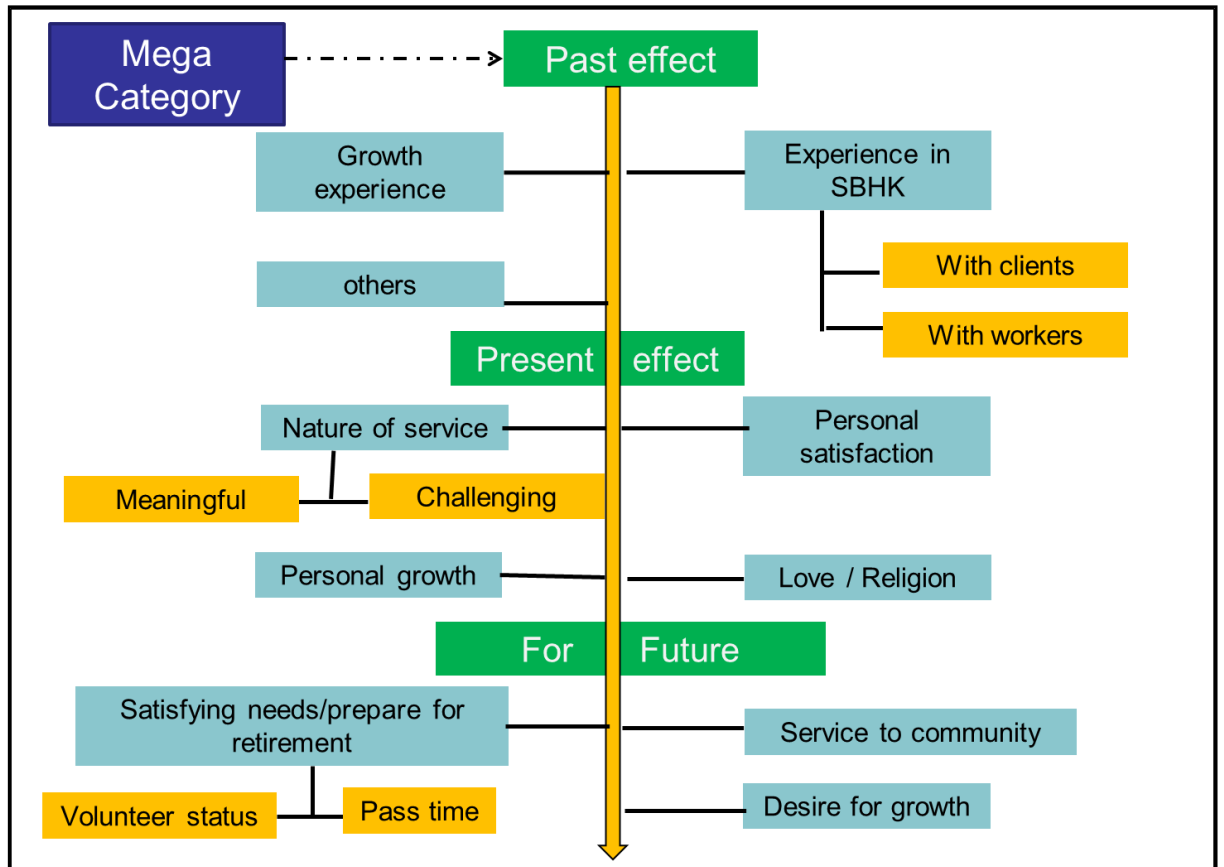 Mega
Category
Past effect
Growth
experience
Experience in
SBHK
With clients
others
With workers
Present effect
Nature of service
Personal
satisfaction
Meaningful
Challenging
Personal growth
Love / Religion
For Future
Satisfying needs/prepare for
retirement
Service to community
Volunteer status
Pass time
Desire for growth